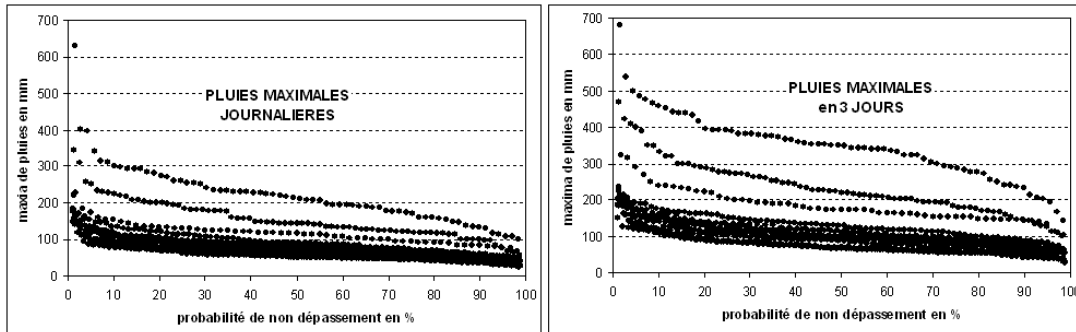 700
600
500
400
300
200
100
0
maxia de pluies en mm
PLUIES MAXIMALES
JOURNALIERES
0 10 20 30 40 50 60 70 80 90 100
probabilité de non dépassement en %
700
600
500
400
300
200
100
0
maxima de pluies en mm
PLUIES MAXIMALES
en 3 JOURS
0 10 20 30 40 50 60 70 80 90 100
probabilité de non dépassement en %